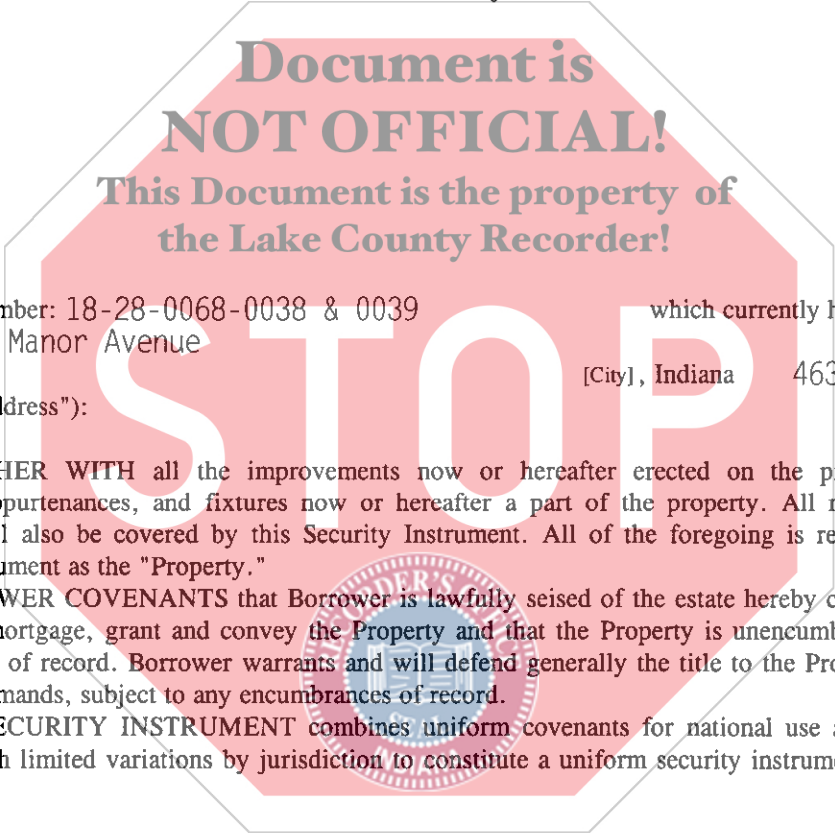 Document is
NOT OFFICIAL!
This Document is the property of
the Lake County Recorder!
STOP
mber: 18-28-0068-0038 & 0039 which currently h
Manor Avenue
[City], Indiana 463
ddress"):
HER WITH all the improvements now or hereafter erected on the p
ppurtenances, and fixtures now or hereafter a part of the property. All
l also be covered by this Security Instrument. All of the foregoing is re
ument as the "Property."
WER COVENANTS that Borrower is lawfully seised of the estate hereby c
nortgage, grant and convey the Property and that the Property is unencumb
of record. Borrower warrants and will defend generally the title to the Pro
mands, subject to any encumbrances of record.
ECURITY INSTRUMENT combines uniform covenants for national use a
h limited variations by jurisdiction to constitute a uniform security instrume
INDIANA